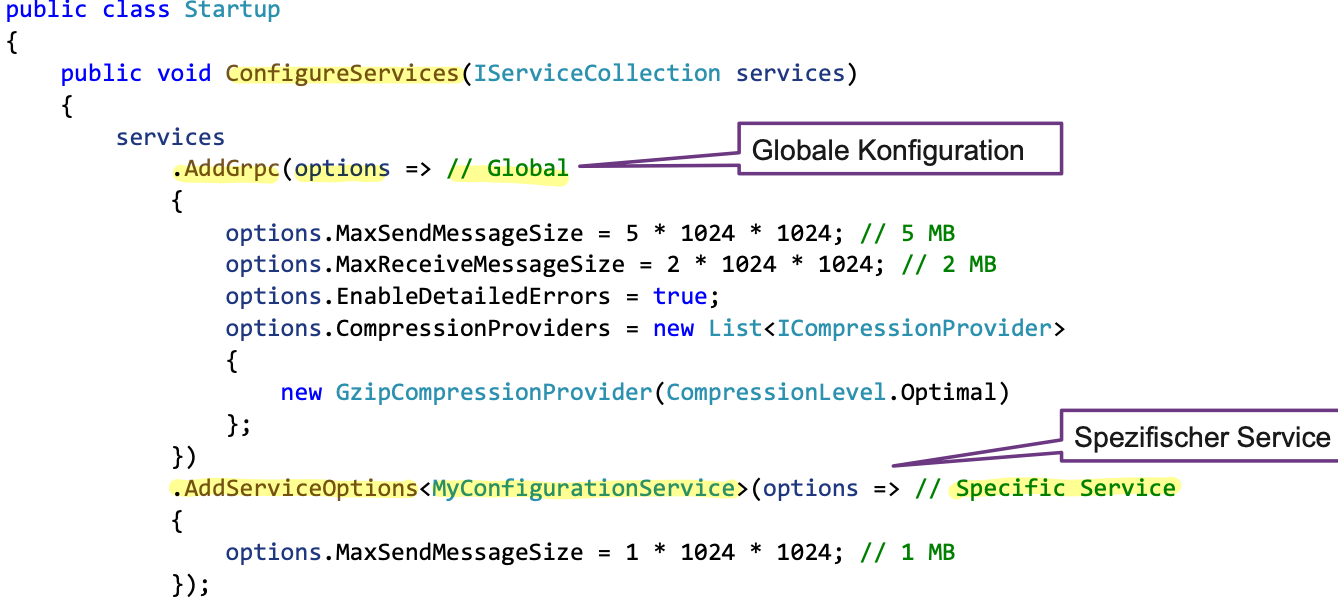 public class Startup
{
    public void ConfigureServices(IServiceCollection services)
    {
        services
            .AddGrpc(options => // Global
Globale Konfiguration
            {
                options.MaxSendMessageSize = 5 * 1024 * 1024; // 5 MB
                options.MaxReceiveMessageSize = 2 * 1024 * 1024; // 2 MB
                options.EnableDetailedErrors = true;
                options.CompressionProviders = new List<ICompressionProvider>
                {
                    new GzipCompressionProvider(CompressionLevel.Optimal)
                };
            })
Spezifischer Service
            .AddServiceOptions<MyConfigurationService>(options => // Specific Service
            {
                options.MaxSendMessageSize = 1 * 1024 * 1024; // 1 MB
            });